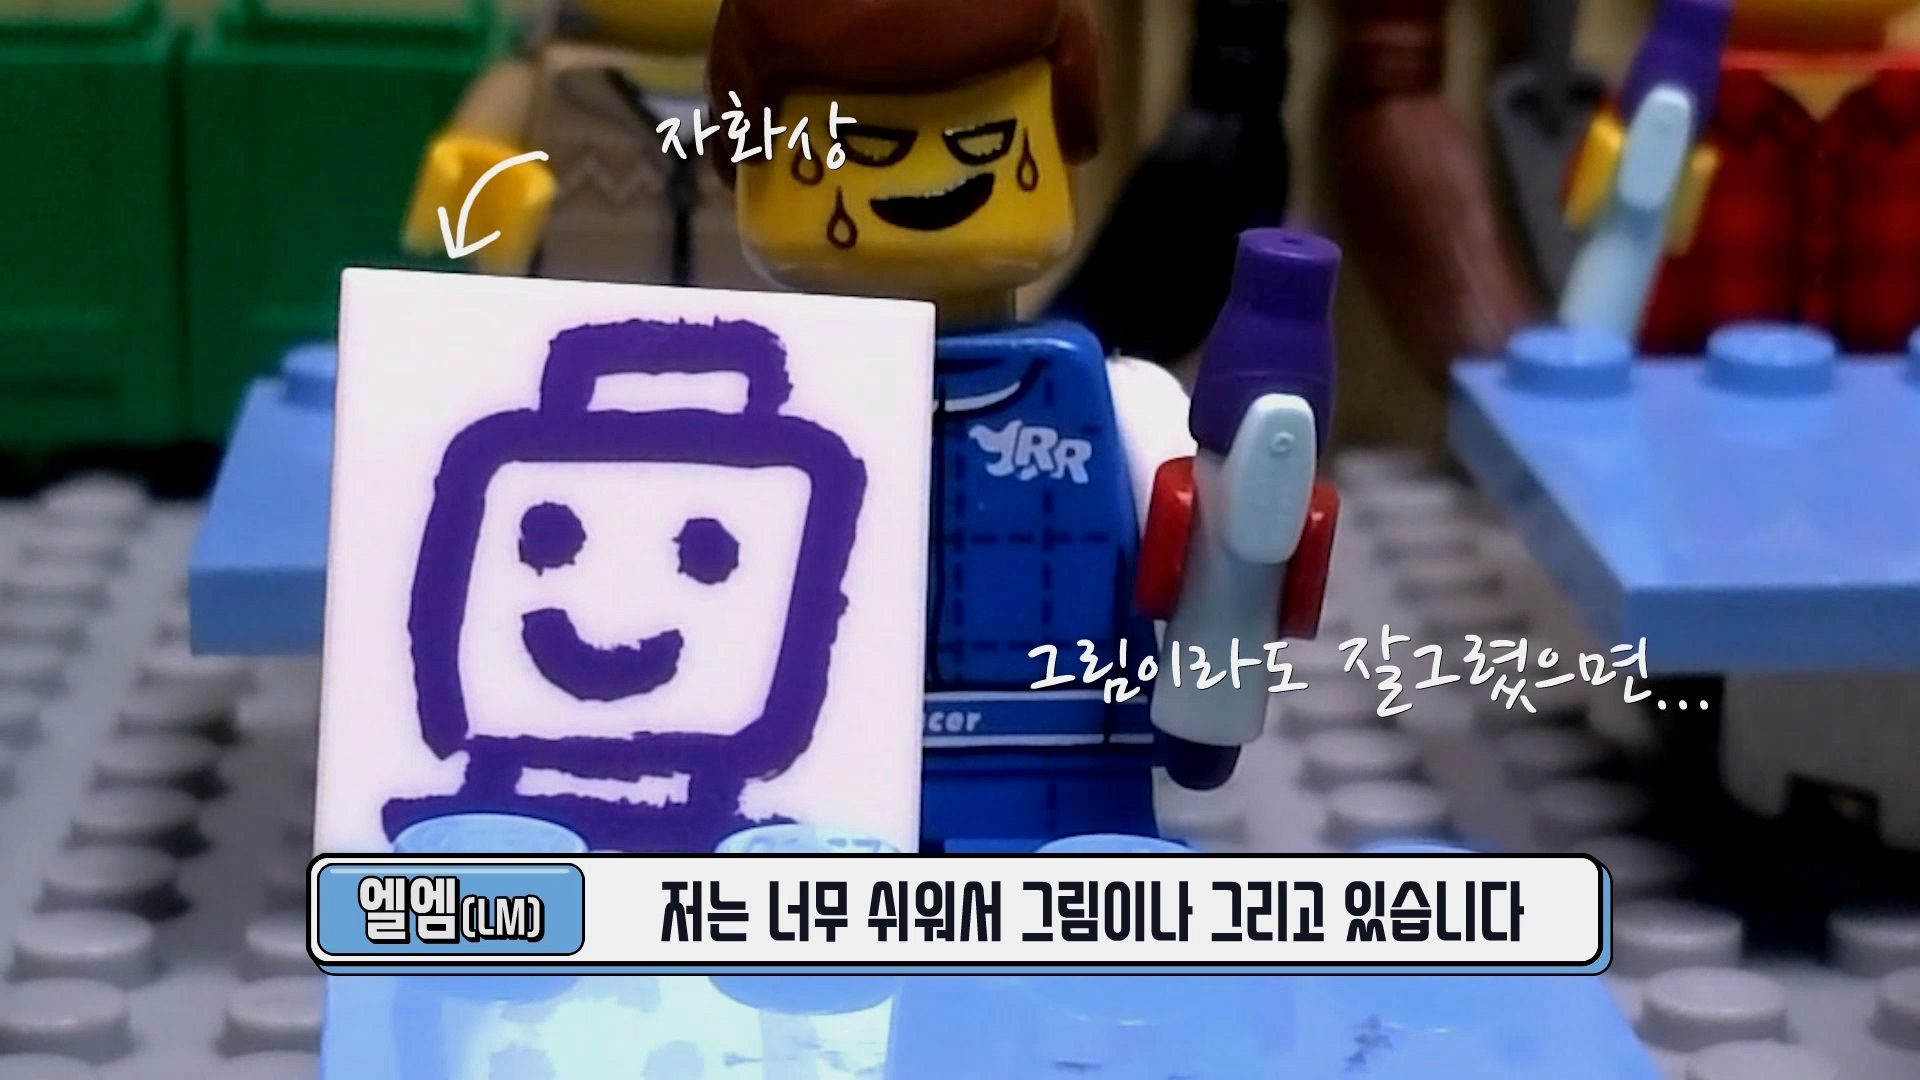 자화상
YRR
그림이라도 잘그렸으면...
cer
엘엠(LM)
저는 너무 쉬워서 그림이나 그리고 있습니다